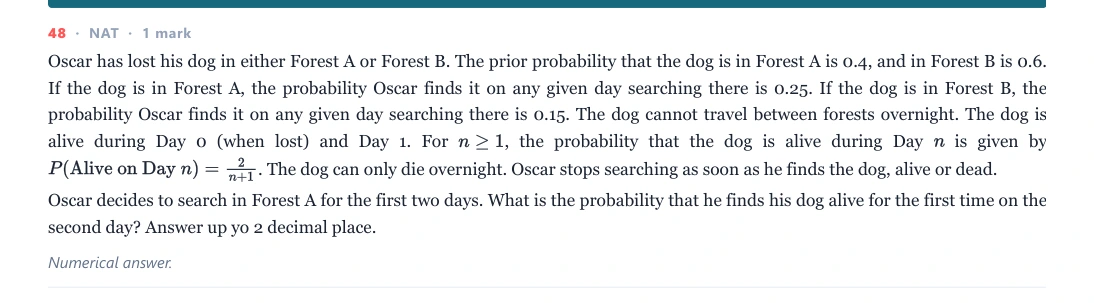 48 · NAT · 1 mark
Oscar has lost his dog in either Forest A or Forest B. The prior probability that the dog is in Forest A is 0.4, and in Forest B is 0.6.
If the dog is in Forest A, the probability Oscar finds it on any given day searching there is 0.25. If the dog is in Forest B, the
probability Oscar finds it on any given day searching there is 0.15. The dog cannot travel between forests overnight. The dog is
alive during Day 0 (when lost) and Day 1. For n ≥ 1, the probability that the dog is alive during Day n is given by
P(Alive on Day n) = 2/(n+1). The dog can only die overnight. Oscar stops searching as soon as he finds the dog, alive or dead.
Oscar decides to search in Forest A for the first two days. What is the probability that he finds his dog alive for the first time on the
second day? Answer up yo 2 decimal place.
Numerical answer.